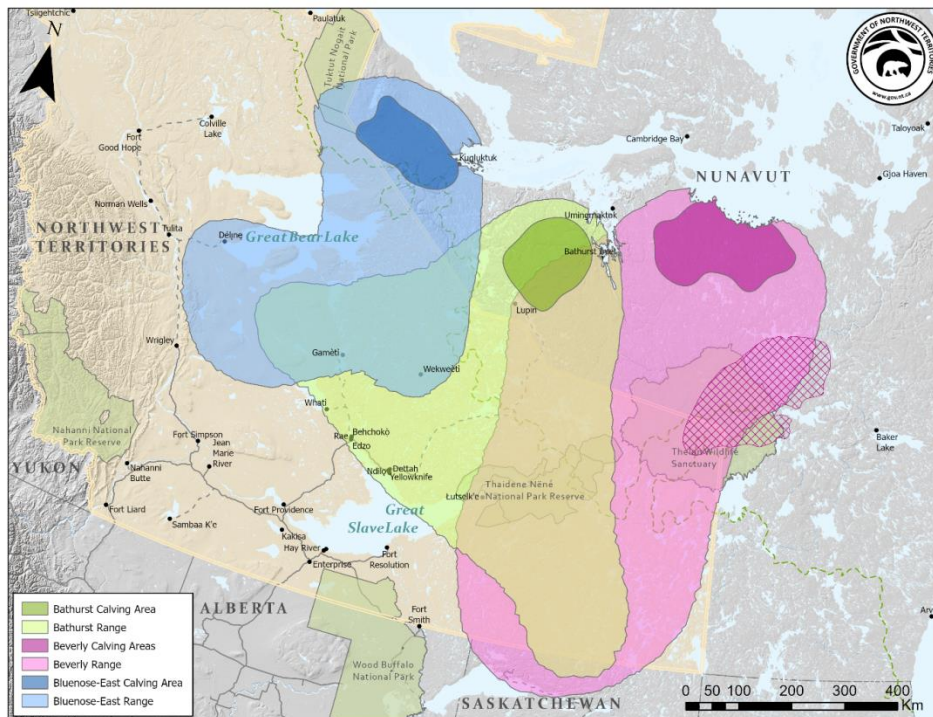 Tsiigehtchic
Paulatuk
N
Tuktut Nogait
National Park
GOVERNMENT OF NORTHWEST TERRITORIES
www.gov.nt.ca
Colville
Lake
Fort
Good Hope
Cambridge Bay
Taloyoak
Kugluktuk
Gjoa Haven
NUNAVUT
Norman Wells
Umingmaktok
NORTHWEST
TERRITORIES
Tulita
Délįnę
Great Bear Lake
Bathurst Inlet
Lupin
Wrigley
Gamètì
Wekweètì
Whatì
Nahanni National
Park Reserve
Fort Simpson
Jean
Marie
River
Behchokò
Rae
Edzo
Baker
Lake
YUKON
Nahanni
Butte
Ndilǫ
Dettah
Yellowknife
Thelon Wildlife
Sanctuary
Thaidene Nëné
National Park Reserve
Łutselk'e
Fort Liard
Sambaa K'e
Fort Providence
Great
Slave Lake
Kakisa
Hay River
Enterprise
Fort
Resolution
ALBERTA
Fort
Smith
Arv
Wood Buffalo
National Park
SASKATCHEWAN
Bathurst Calving Area
Bathurst Range
Beverly Calving Areas
Beverly Range
Bluenose-East Calving Area
Bluenose-East Range
0 50 100 200 300 400
Km